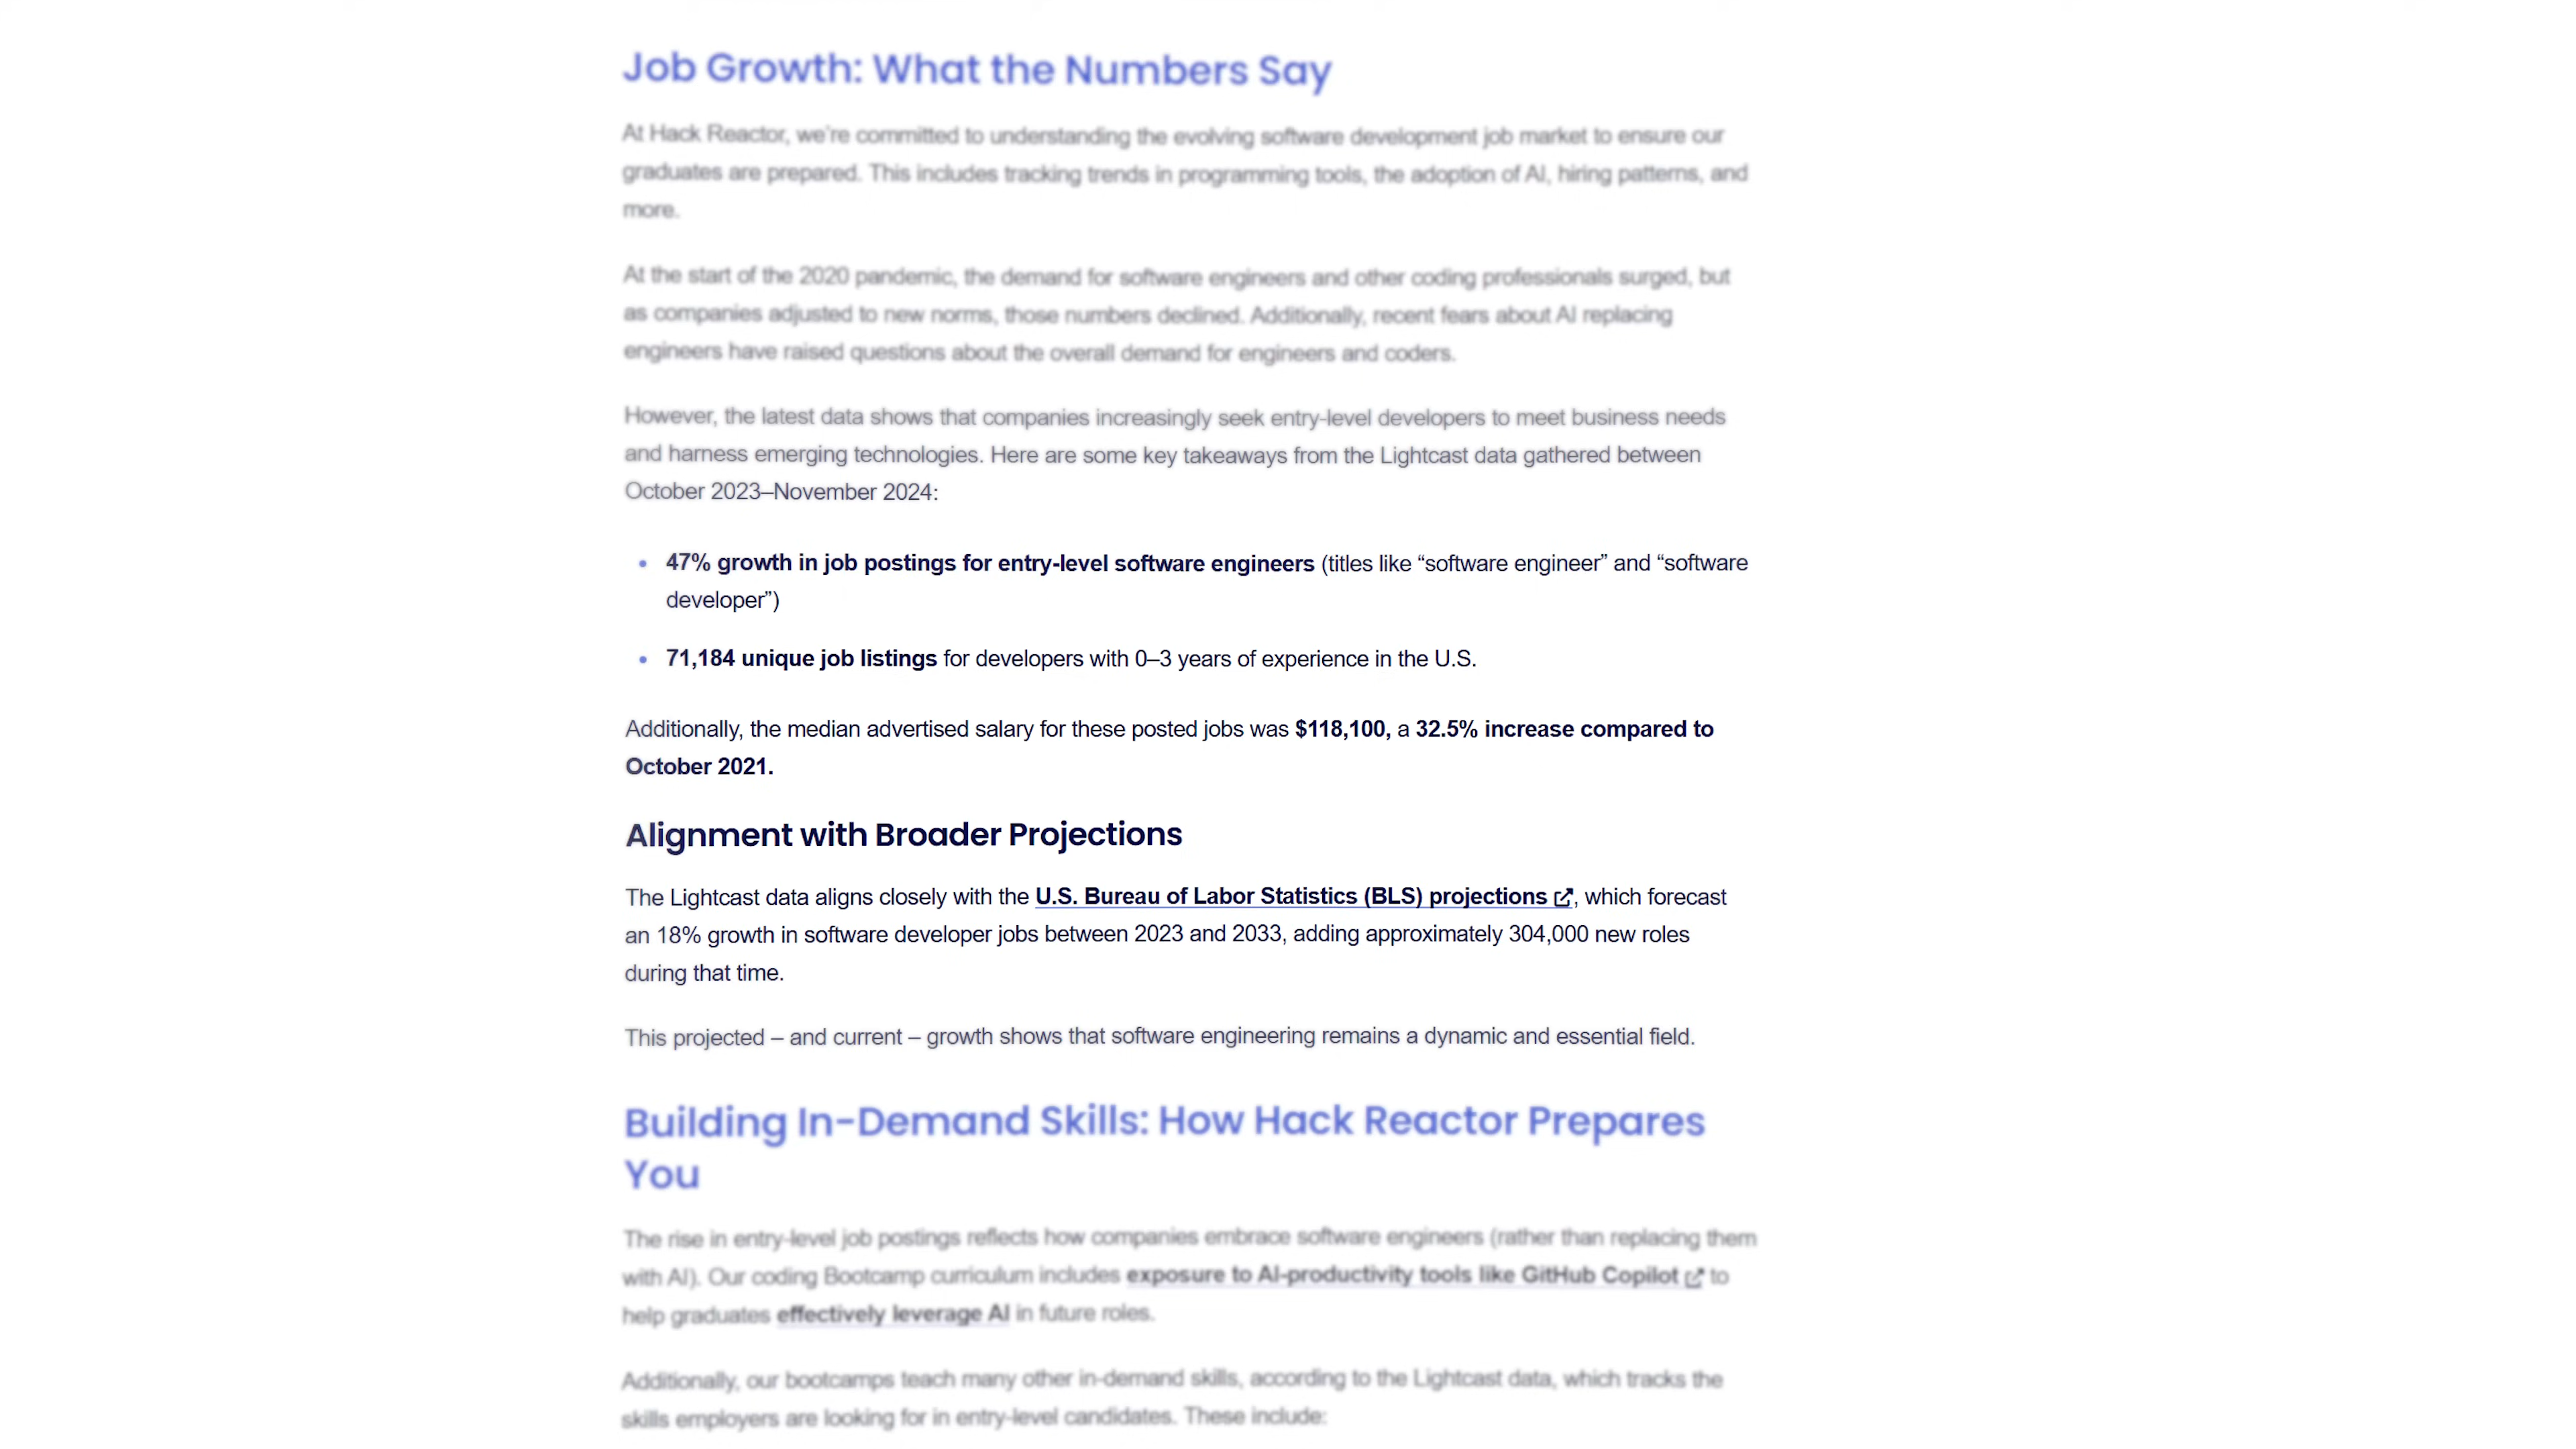 Job Growth: What the Numbers Say
At Hack Reactor, we're committed to understanding the evolving software development job market to ensure our
graduates are prepared. This includes tracking trends in programming tools, the adoption of AI, hiring patterns, and
more.
At the start of the 2020 pandemic, the demand for software engineers and other coding professionals surged, but
as companies adjusted to new norms, those numbers declined. Additionally, recent fears about AI replacing
engineers have raised questions about the overall demand for engineers and coders.
However, the latest data shows that companies increasingly seek entry-level developers to meet business needs
and harness emerging technologies. Here are some key takeaways from the Lightcast data gathered between
October 2023–November 2024:
• 47% growth in job postings for entry-level software engineers (titles like “software engineer” and “software
developer”)
• 71,184 unique job listings for developers with 0–3 years of experience in the U.S.
Additionally, the median advertised salary for these posted jobs was $118,100, a 32.5% increase compared to
October 2021.
Alignment with Broader Projections
The Lightcast data aligns closely with the U.S. Bureau of Labor Statistics (BLS) projections, which forecast
an 18% growth in software developer jobs between 2023 and 2033, adding approximately 304,000 new roles
during that time.
This projected – and current – growth shows that software engineering remains a dynamic and essential field.
Building In-Demand Skills: How Hack Reactor Prepares
You
The rise in entry-level job postings reflects how companies embrace software engineers (rather than replacing them
with AI). Our coding Bootcamp curriculum includes exposure to AI-productivity tools like GitHub Copilot to
help graduates effectively leverage AI in future roles.
Additionally, our bootcamps teach many other in-demand skills, according to the Lightcast data, which tracks the
skills employers are looking for in entry-level candidates. These include: